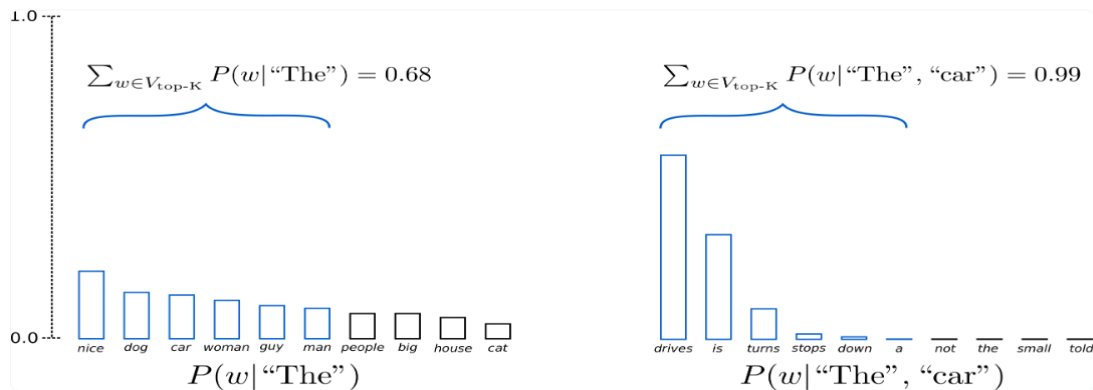 1.0
∑w∈Vtop-K P(w|“The”) = 0.68
∑w∈Vtop-K P(w|“The”, “car”) = 0.99
0.0
nice dog car woman guy man people big house cat
drives is turns stops down a not the small told
P(w|“The”)
P(w|“The”, “car”)